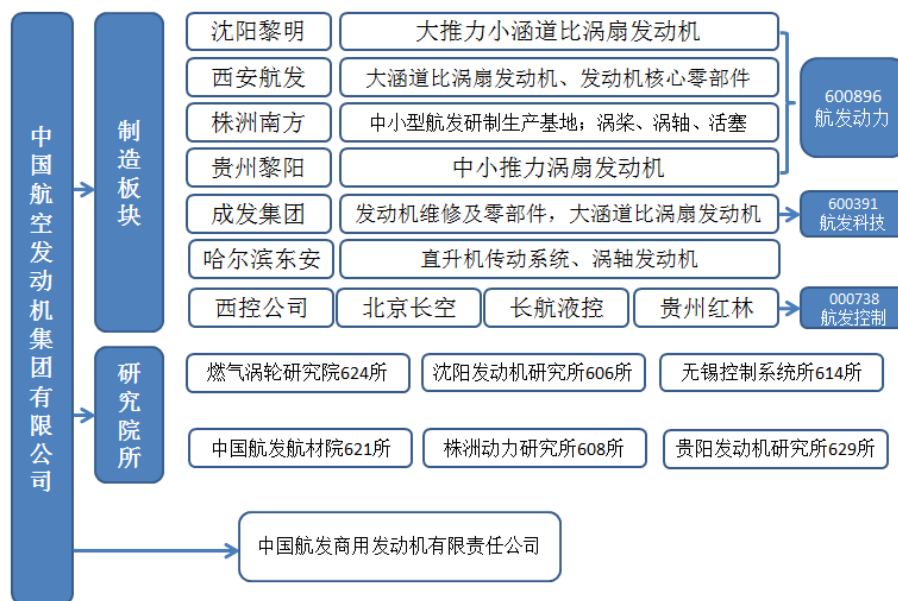 中国航空发动机集团有限公司
制造板块
沈阳黎明 大推力小涵道比涡扇发动机
西安航发 大涵道比涡扇发动机、发动机核心零部件
株洲南方 中小型航发研制生产基地；涡桨、涡轴、活塞
贵州黎阳 中小推力涡扇发动机
600896
航发动力
成发集团 发动机维修及零部件，大涵道比涡扇发动机
600391
航发科技
哈尔滨东安 直升机传动系统、涡轴发动机
西控公司 北京长空 长航液控 贵州红林
000738
航发控制
研究院所
燃气涡轮研究院624所 沈阳发动机研究所606所 无锡控制系统所614所
中国航发航材院621所 株洲动力研究所608所 贵阳发动机研究所629所
中国航发商用发动机有限责任公司